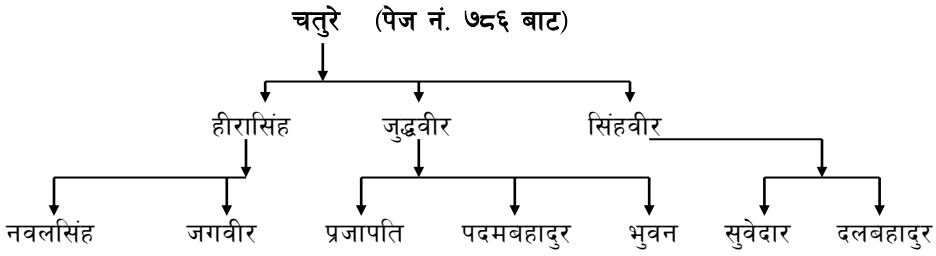 चतुरे (पेज नं. ७८६ बाट)
हीरासिंह जुद्धवीर सिंहवीर
नवलसिंह जगवीर प्रजापति पदमबहादुर भुवन सुवेदार दलबहादुर